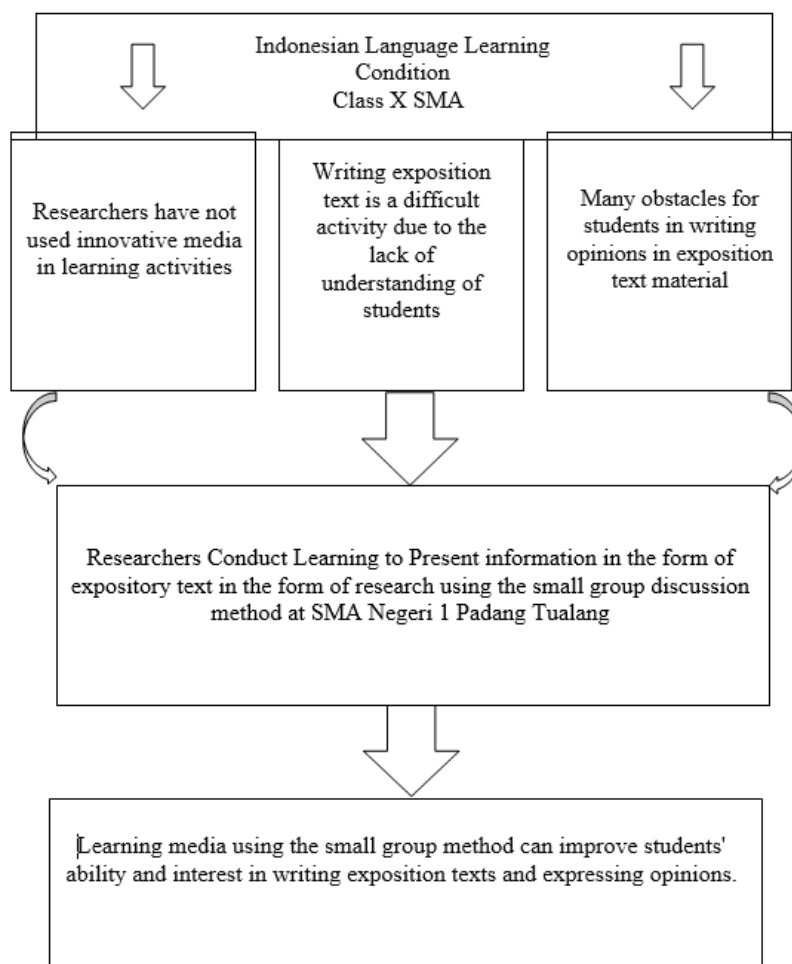 Indonesian Language Learning
Condition
Class X SMA
Researchers have not
used innovative media
in learning activities
Writing exposition
text is a difficult
activity due to the
lack of
understanding of
students
Many obstacles for
students in writing
opinions in exposition
text material
Researchers Conduct Learning to Present information in the form of
expository text in the form of research using the small group discussion
method at SMA Negeri 1 Padang Tualang
Learning media using the small group method can improve students'
ability and interest in writing exposition texts and expressing opinions.